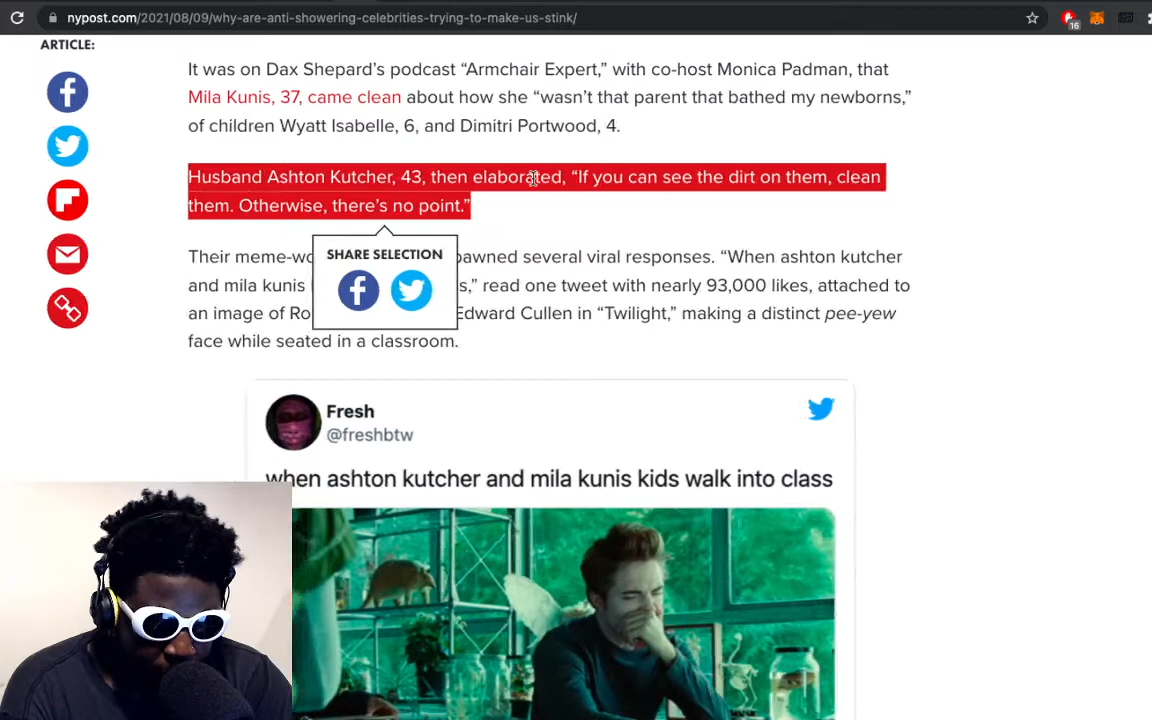 nypost.com/2021/08/09/why-are-anti-showering-celebrities-trying-to-make-us-stink/
16
ARTICLE:
It was on Dax Shepard’s podcast “Armchair Expert,” with co-host Monica Padman, that
Mila Kunis, 37, came clean about how she “wasn’t that parent that bathed my newborns,”
of children Wyatt Isabelle, 6, and Dimitri Portwood, 4.
Husband Ashton Kutcher, 43, then elaborated, “If you can see the dirt on them, clean
them. Otherwise, there’s no point.”
SHARE SELECTION
Their meme-wo pawned several viral responses. “When ashton kutcher
and mila kunis s,” read one tweet with nearly 93,000 likes, attached to
an image of Ro Edward Cullen in “Twilight,” making a distinct pee-yew
face while seated in a classroom.
Fresh
@freshbtw
when ashton kutcher and mila kunis kids walk into class